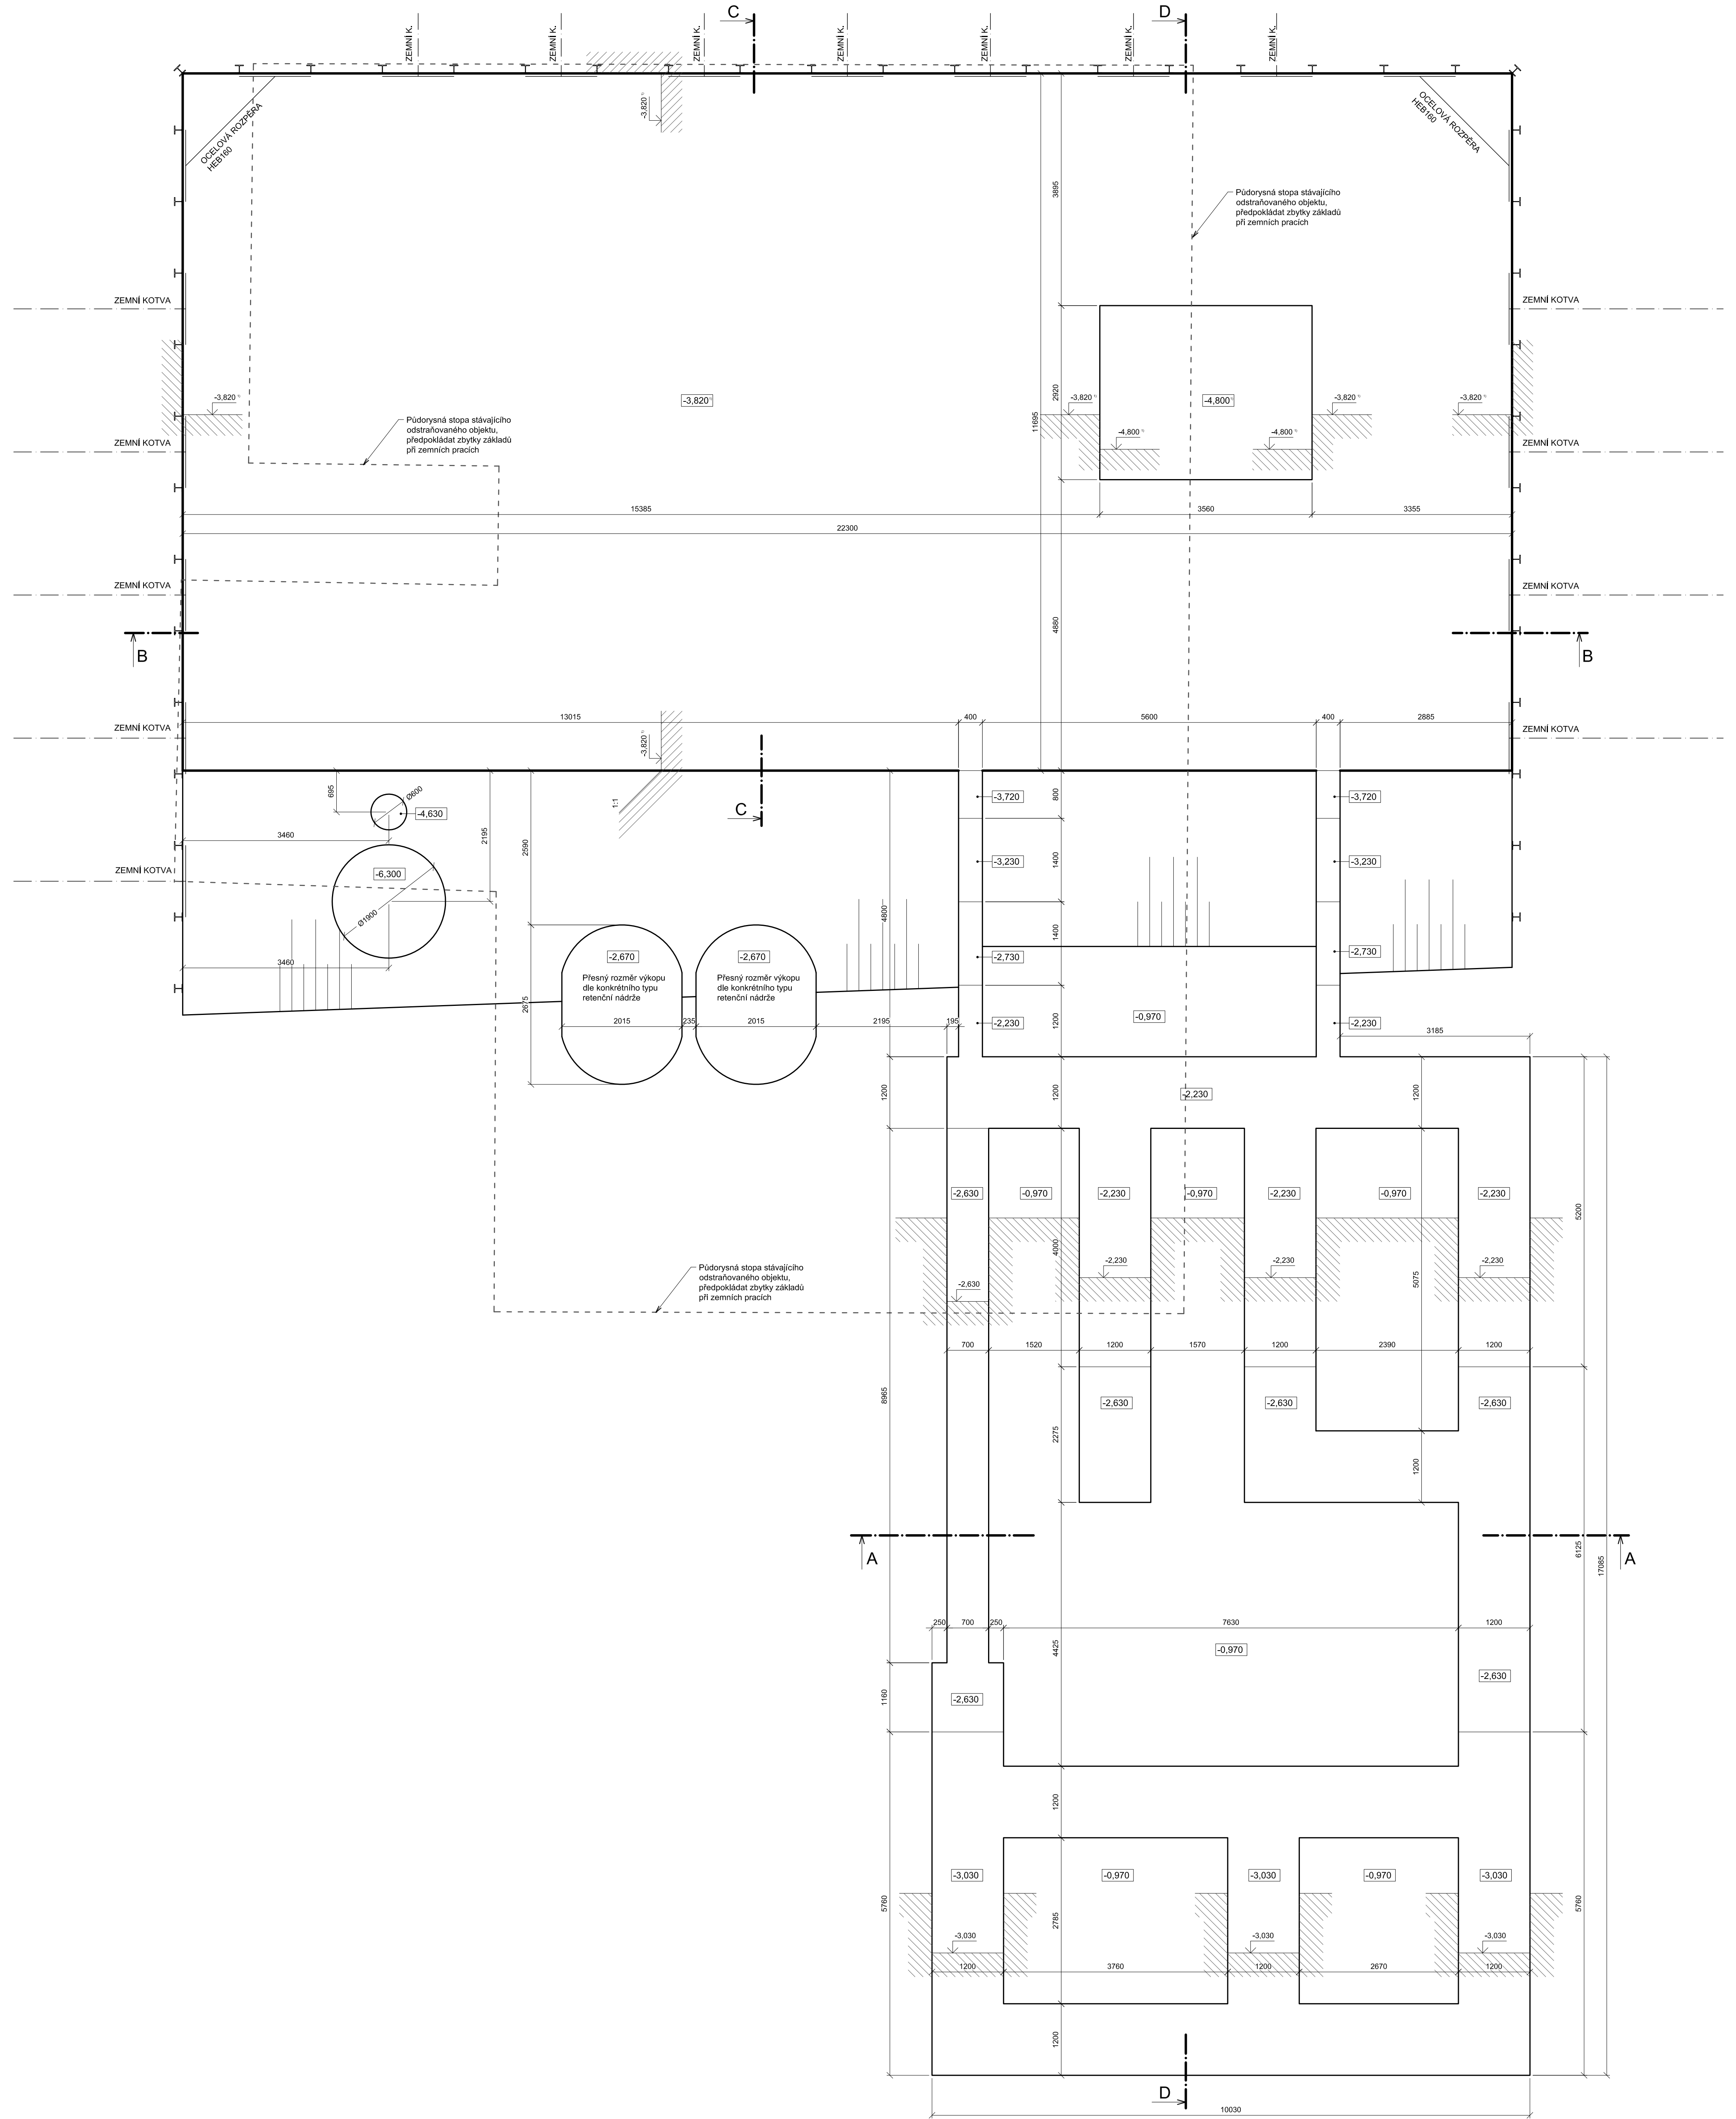 C
D
ZEMNÍ K.
ZEMNÍ K.
ZEMNÍ K.
ZEMNÍ K.
ZEMNÍ K.
ZEMNÍ K.
ZEMNÍ K.
OCELOVÁ ROZPĚRA
HEB160
-3,820 ¹⁾
OCELOVÁ ROZPĚRA
HEB160
3895
Půdorysná stopa stávajícího
odstraňovaného objektu,
předpokládat zbytky základů
při zemních pracích
ZEMNÍ KOTVA
ZEMNÍ KOTVA
-3,820 ¹⁾
-3,820¹⁾
2920
11695
-3,820 ¹⁾
-4,800¹⁾
-3,820 ¹⁾
-3,820 ¹⁾
Půdorysná stopa stávajícího
odstraňovaného objektu,
předpokládat zbytky základů
při zemních pracích
-4,800 ¹⁾
-4,800 ¹⁾
ZEMNÍ KOTVA
ZEMNÍ KOTVA
15385
3560
3355
22300
ZEMNÍ KOTVA
ZEMNÍ KOTVA
4880
B
B
13015
400
5600
400
2885
ZEMNÍ KOTVA
-3,820 ¹⁾
ZEMNÍ KOTVA
695
Ø600
-4,630
1:1
C
800
-3,720
-3,720
3460
2195
2590
-3,230
1400
-3,230
ZEMNÍ KOTVA
-6,300
Ø1900
4800
1400
3460
-2,670
-2,670
-2,730
-2,730
Přesný rozměr výkopu
dle konkrétního typu
retenční nádrže
Přesný rozměr výkopu
dle konkrétního typu
retenční nádrže
2675
2015
235
2015
2195
195
-2,230
1200
-0,970
-2,230
3185
1200
1200
-2,230
1200
-2,630
-0,970
-2,230
-0,970
-2,230
-0,970
-2,230
5200
4000
-2,630
-2,230
-2,230
5075
-2,230
Půdorysná stopa stávajícího
odstraňovaného objektu,
předpokládat zbytky základů
při zemních pracích
700
1520
1200
1570
1200
2390
1200
8965
2275
-2,630
-2,630
-2,630
1200
A
A
6125
17085
250
700
250
7630
1200
4425
-0,970
-2,630
1160
-2,630
1200
-3,030
-0,970
-3,030
-0,970
-3,030
5760
2785
5760
-3,030
-3,030
-3,030
1200
3760
1200
2670
1200
1200
D
10030